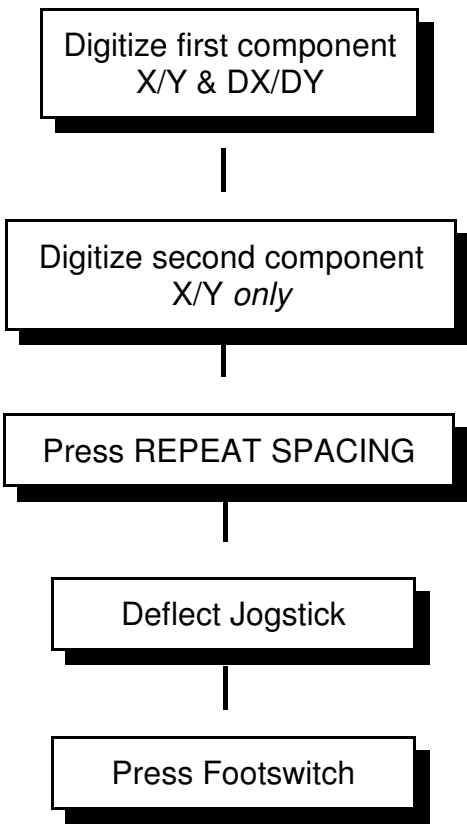 Digitize first component
X/Y & DX/DY
Digitize second component
X/Y only
Press REPEAT SPACING
Deflect Jogstick
Press Footswitch